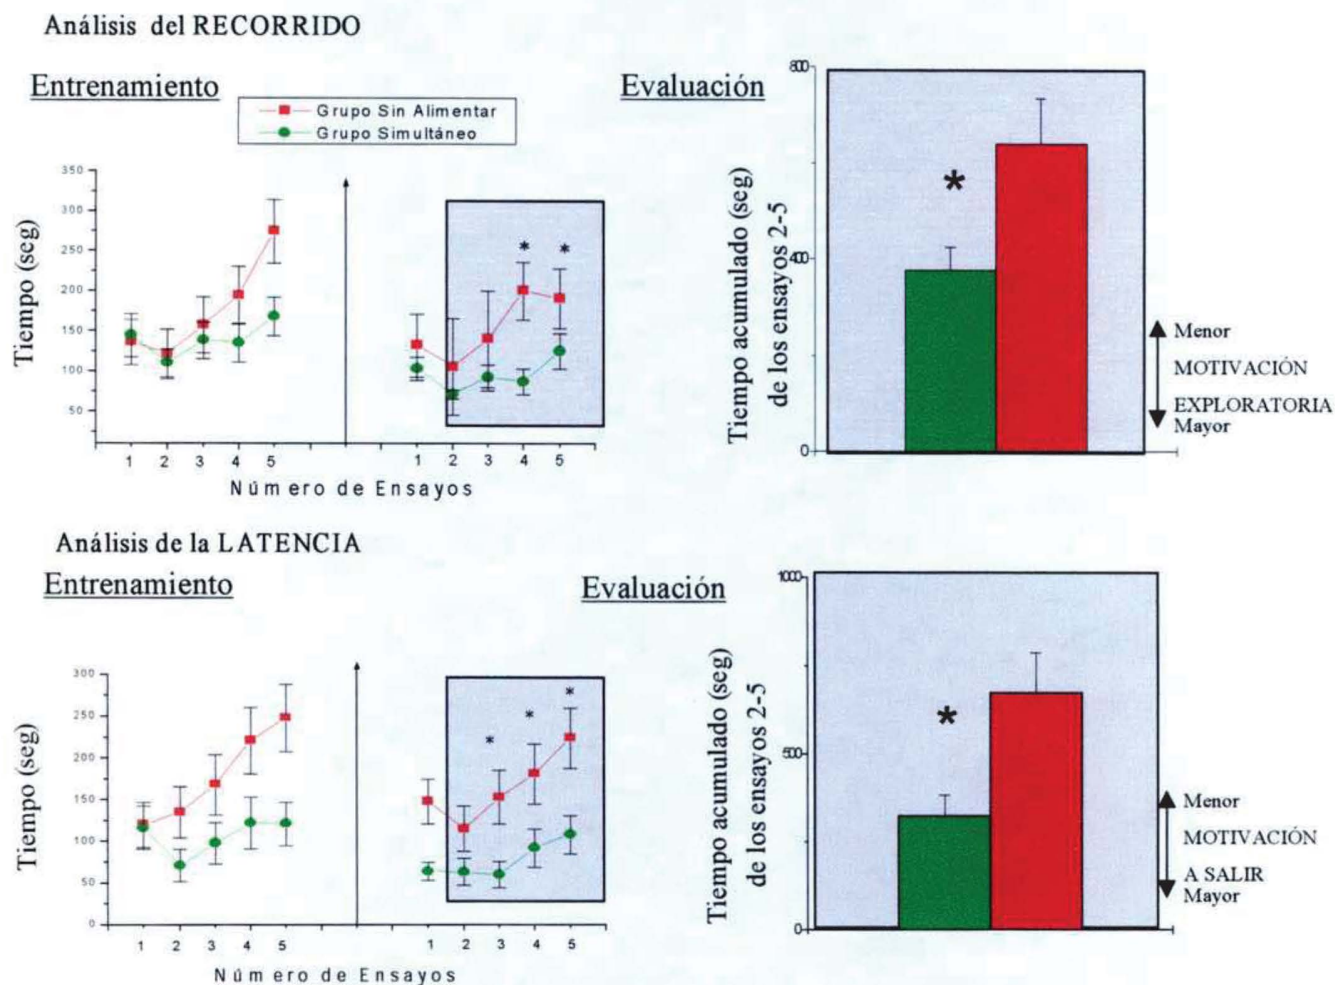 Análisis del RECORRIDO
Entrenamiento
Evaluación
Grupo Sin Alimentar
Grupo Simultáneo
Tiempo (seg)
350
300
250
200
150
100
50
* *
1 2 3 4 5 1 2 3 4 5
Número de Ensayos
Tiempo acumulado (seg)
de los ensayos 2-5
800
400
0
*
Menor
MOTIVACIÓN
EXPLORATORIA
Mayor
Análisis de la LATENCIA
Entrenamiento
Evaluación
Tiempo (seg)
300
250
200
150
100
50
0
* * *
1 2 3 4 5 1 2 3 4 5
Número de Ensayos
Tiempo acumulado (seg)
de los ensayos 2-5
1000
500
0
*
Menor
MOTIVACIÓN
A SALIR
Mayor